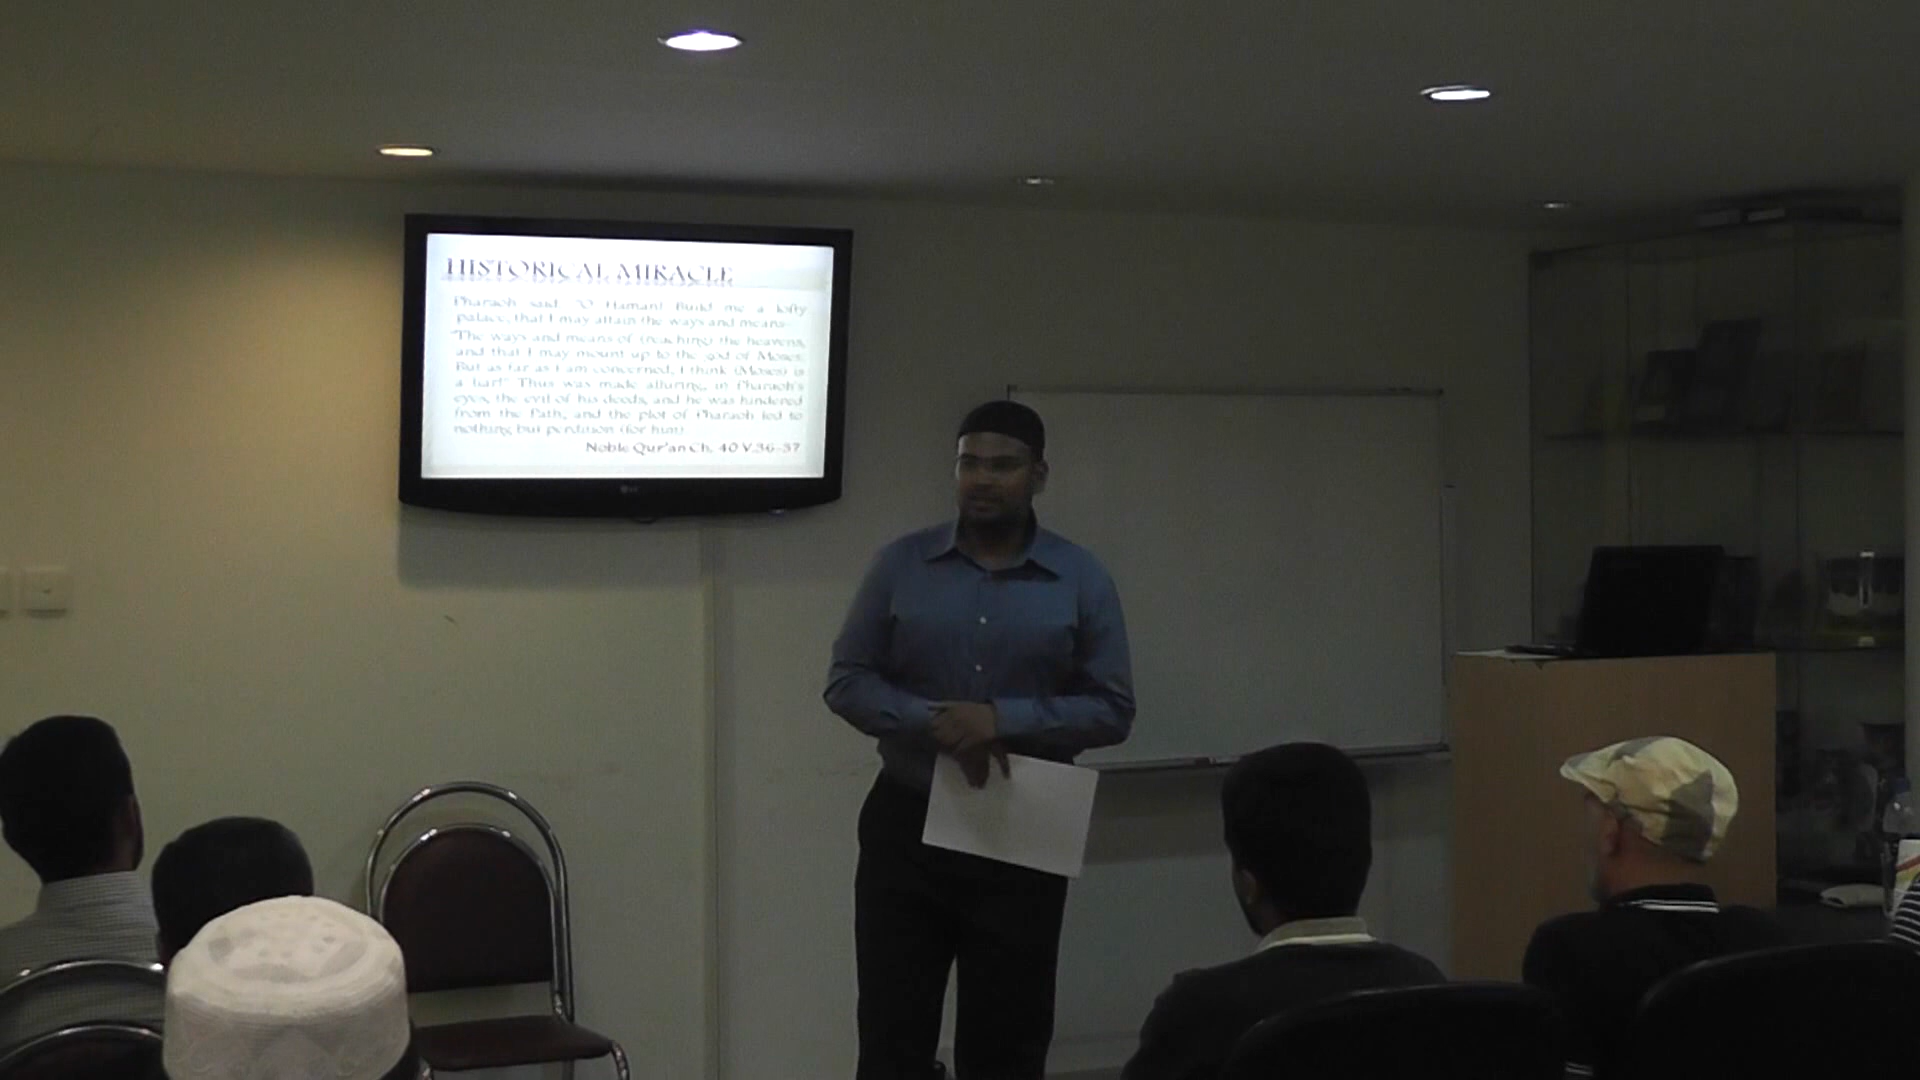 HISTORICAL MIRACLE
Pharaoh said: "O Haman! Build me a lofty
palace, that I may attain the ways and means-
"The ways and means of (reaching) the heavens,
and that I may mount up to the god of Moses:
But as far as I am concerned, I think (Moses) is
a liar!" Thus was made alluring, in Pharaoh's
eyes, the evil of his deeds, and he was hindered
from the Path; and the plot of Pharaoh led to
nothing but perdition (for him).
Noble Qur'an Ch. 40 V.36-37
LG